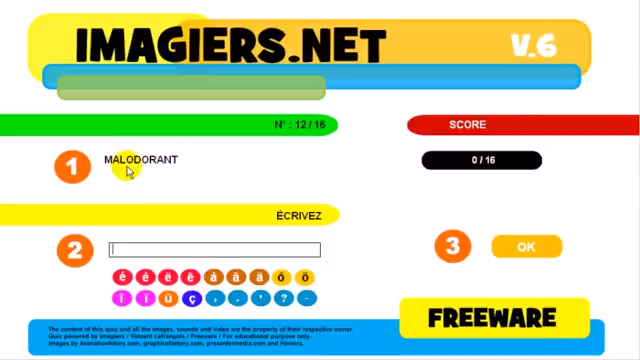 IMAGIERS.NET
V.6
N° : 12 / 16
SCORE
1
MALODORANT
0 / 16
ÉCRIVEZ
2
3
OK
FREEWARE
The content of this quiz and all the images, sounds and video are the property of their respective owner.
Quiz powered by Imagiers / Vincent Lefrançois / Freeware / For educational purpose only.